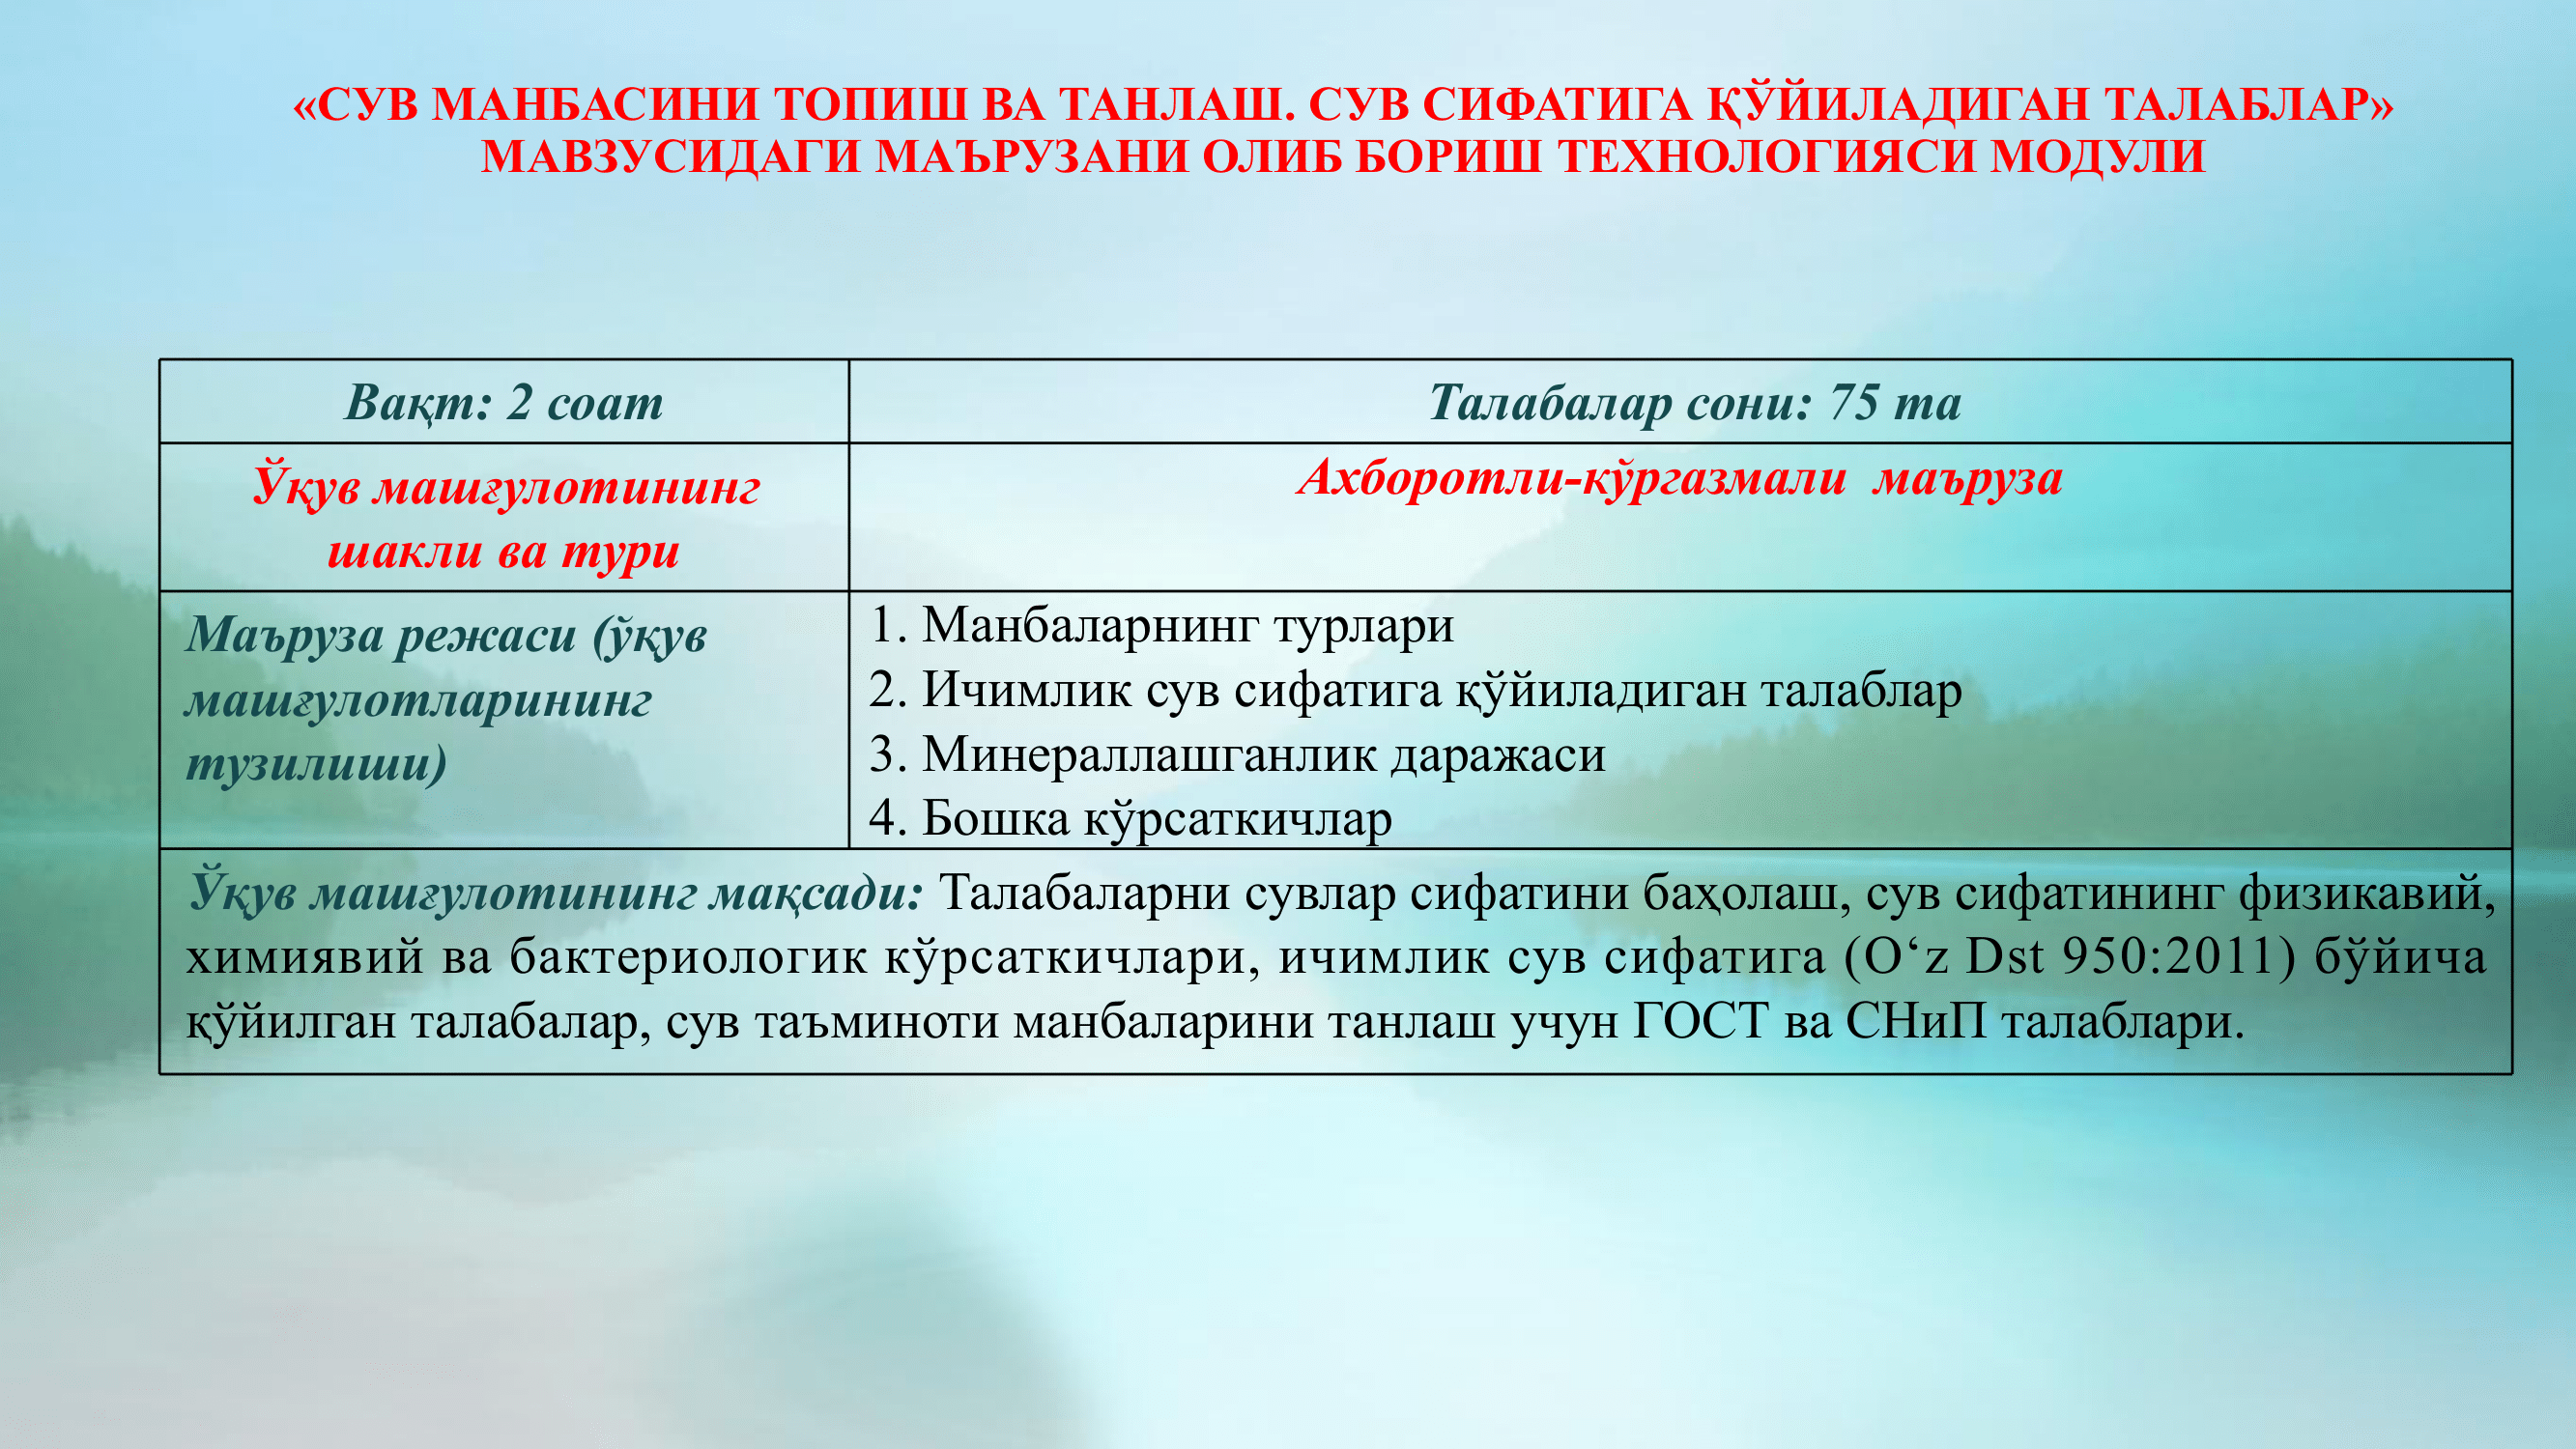 «СУВ МАНБАСИНИ ТОПИШ ВА ТАНЛАШ. СУВ СИФАТИГА ҚЎЙИЛАДИГАН ТАЛАБЛАР»
МАВЗУСИДАГИ МАЪРУЗАНИ ОЛИБ БОРИШ ТЕХНОЛОГИЯСИ МОДУЛИ
Вақт: 2 соат
Талабалар сони: 75 та
Ўқув машғулотининг
шакли ва тури
Ахборотли-кўргазмали маъруза
Маъруза режаси (ўқув
машғулотларининг
тузилиши)
1. Манбаларнинг турлари
2. Ичимлик сув сифатига қўйиладиган талаблар
3. Минераллашганлик даражаси
4. Бошка кўрсаткичлар
Ўқув машғулотининг мақсади: Талабаларни сувлар сифатини баҳолаш, сув сифатининг физикавий,
химиявий ва бактериологик кўрсаткичлари, ичимлик сув сифатига (O‘z Dst 950:2011) бўйича
қўйилган талабалар, сув таъминоти манбаларини танлаш учун ГОСТ ва СНиП талаблари.